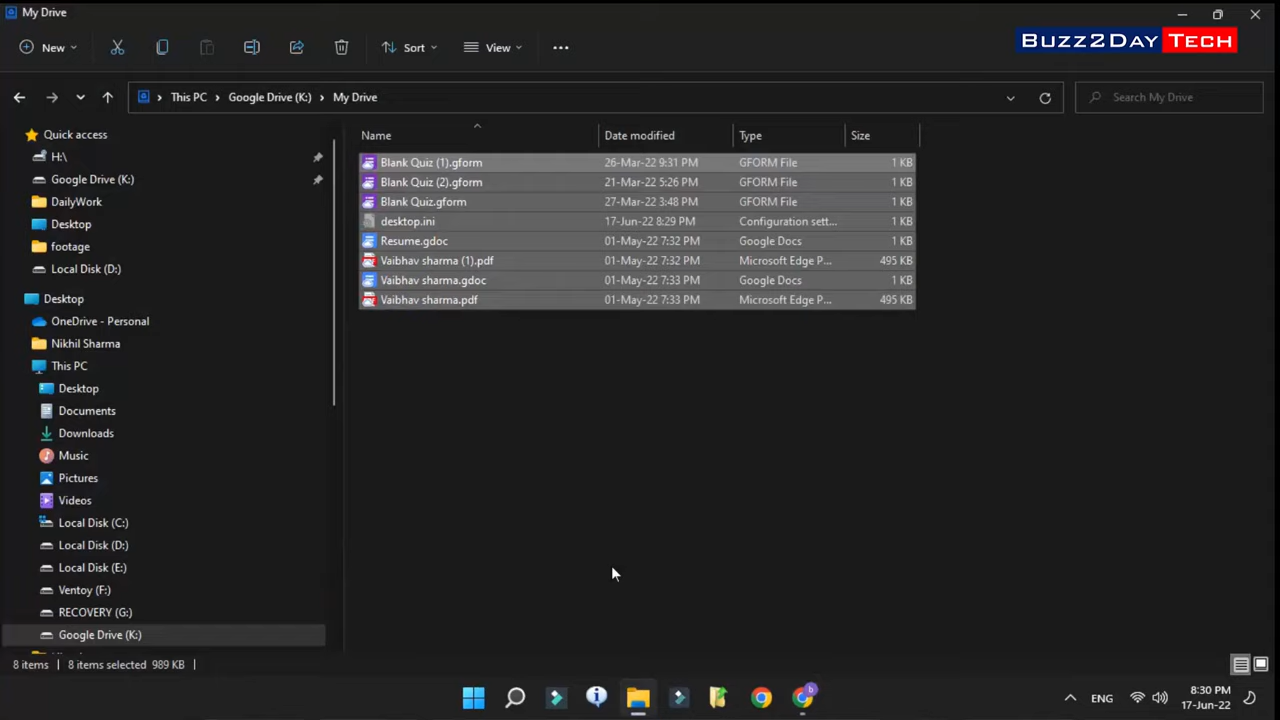 My Drive
New
Sort
View
Buzz2Day Tech
This PC
Google Drive (K:)
My Drive
Search My Drive
Name
Date modified
Type
Size
Blank Quiz (1).gform 26-Mar-22 9:31 PM GFORM File 1 KB
Blank Quiz (2).gform 21-Mar-22 5:26 PM GFORM File 1 KB
Blank Quiz.gform 27-Mar-22 3:48 PM GFORM File 1 KB
desktop.ini 17-Jun-22 8:29 PM Configuration sett... 1 KB
Resume.gdoc 01-May-22 7:32 PM Google Docs 1 KB
Vaibhav sharma (1).pdf 01-May-22 7:32 PM Microsoft Edge P... 495 KB
Vaibhav sharma.gdoc 01-May-22 7:33 PM Google Docs 1 KB
Vaibhav sharma.pdf 01-May-22 7:33 PM Microsoft Edge P... 495 KB
Quick access
H:\
Google Drive (K:)
DailyWork
Desktop
footage
Local Disk (D:)
Desktop
OneDrive - Personal
Nikhil Sharma
This PC
Desktop
Documents
Downloads
Music
Pictures
Videos
Local Disk (C:)
Local Disk (D:)
Local Disk (E:)
Ventoy (F:)
RECOVERY (G:)
Google Drive (K:)
8 items
8 items selected 989 KB
ENG
8:30 PM
17-Jun-22